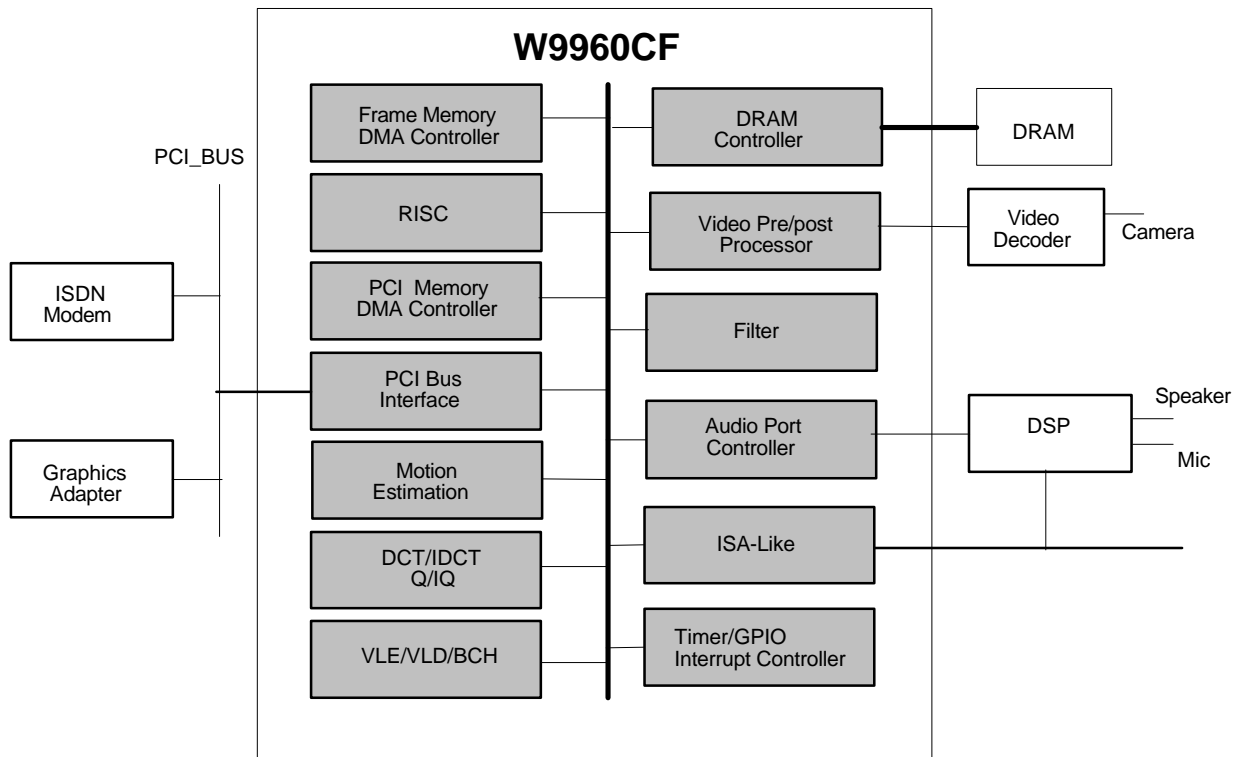 W9960CF
PCI_BUS
ISDN
Modem
Graphics
Adapter
Frame Memory
DMA Controller
RISC
PCI Memory
DMA Controller
PCI Bus
Interface
Motion
Estimation
DCT/IDCT
Q/IQ
VLE/VLD/BCH
DRAM
Controller
Video Pre/post
Processor
Filter
Audio Port
Controller
ISA-Like
Timer/GPIO
Interrupt Controller
DRAM
Video
Decoder
Camera
DSP
Speaker
Mic